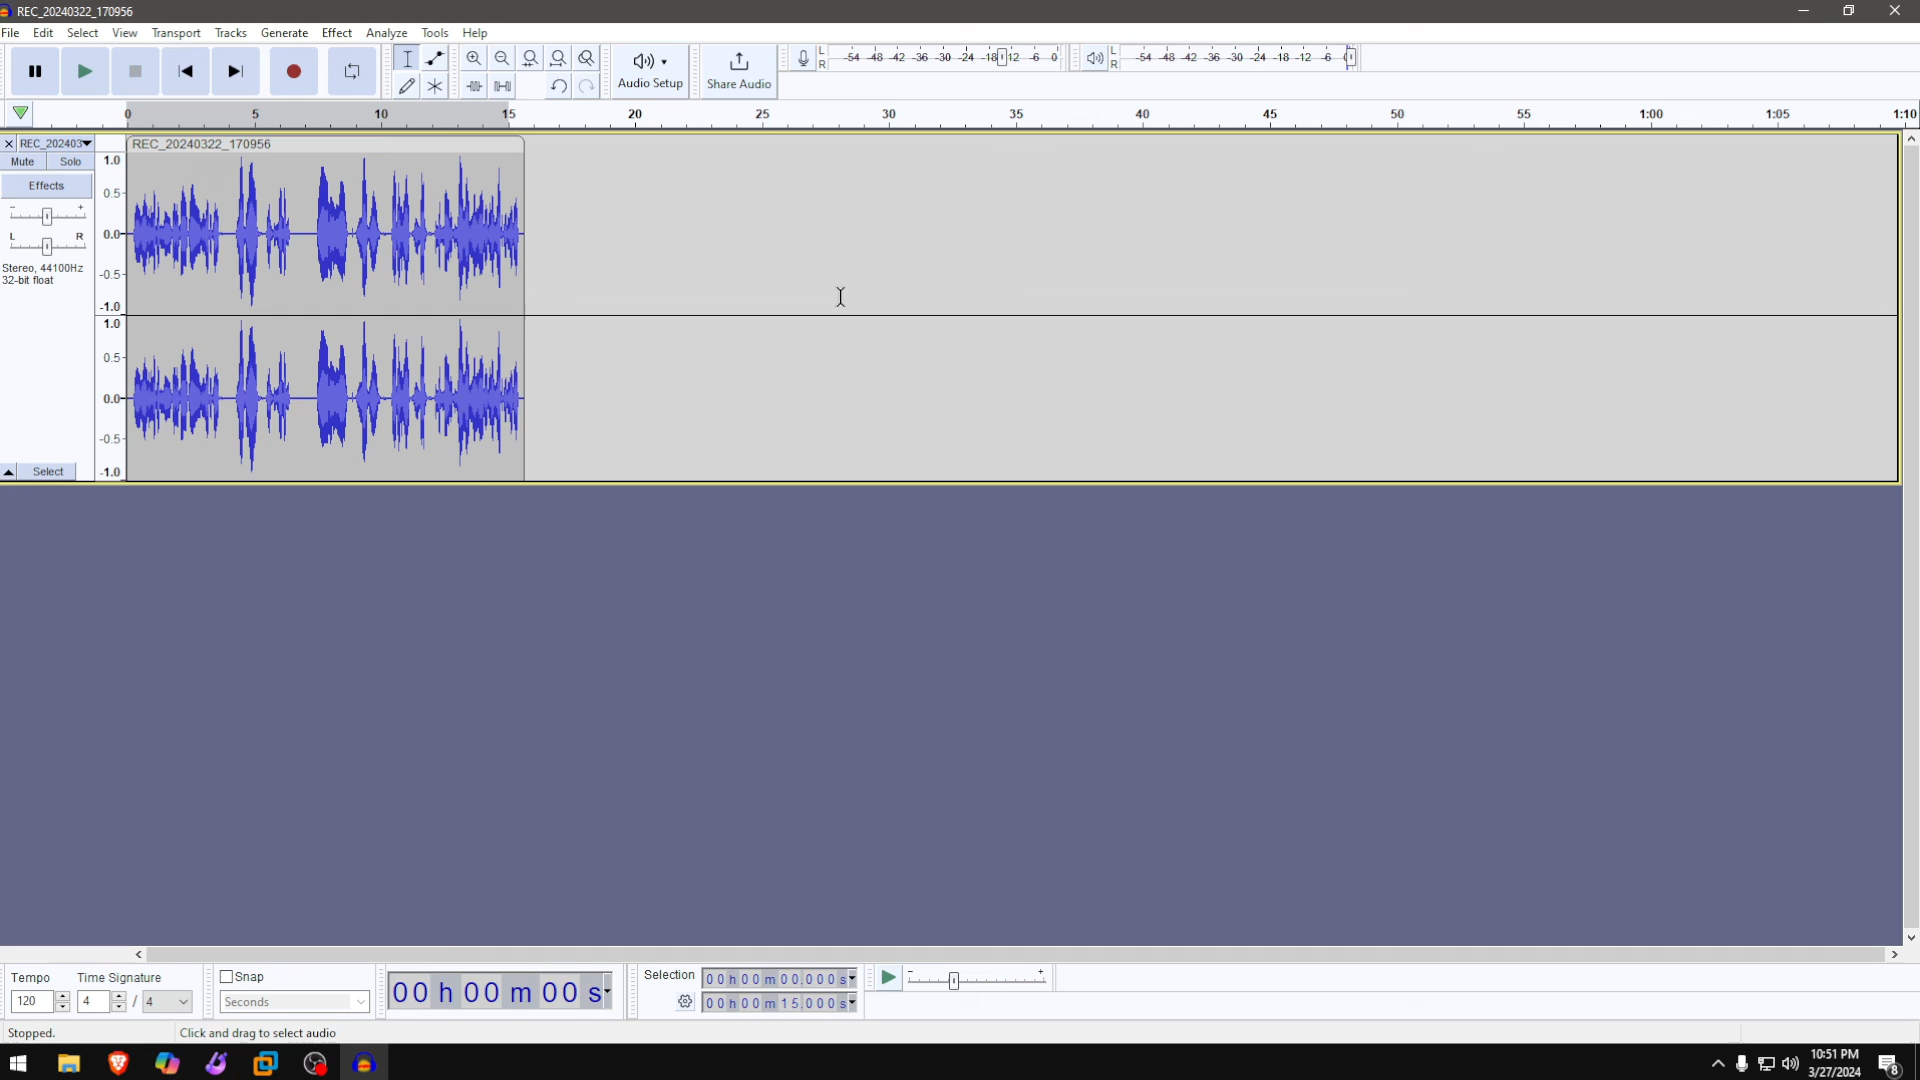 REC_20240322_170956
File Edit Select View Transport Tracks Generate Effect Analyze Tools Help
L R -54 -48 -42 -36 -30 -24 -18 -12 -6 0
L R -54 -48 -42 -36 -30 -24 -18 -12 -6 0
Audio Setup
Share Audio
0 5 10 15 20 25 30 35 40 45 50 55 1:00 1:05 1:10
REC_202403
REC_20240322_170956
Mute Solo
Effects
- +
L R
Stereo, 44100Hz
32-bit float
1.0
0.5
0.0
-0.5
-1.0
1.0
0.5
0.0
-0.5
-1.0
Select
Tempo Time Signature
120 4 / 4
Snap
Seconds
00 h 00 m 00 s
Selection
00 h 00 m 00.000 s
00 h 00 m 15.000 s
- +
Stopped. Click and drag to select audio
10:51 PM
3/27/2024
8